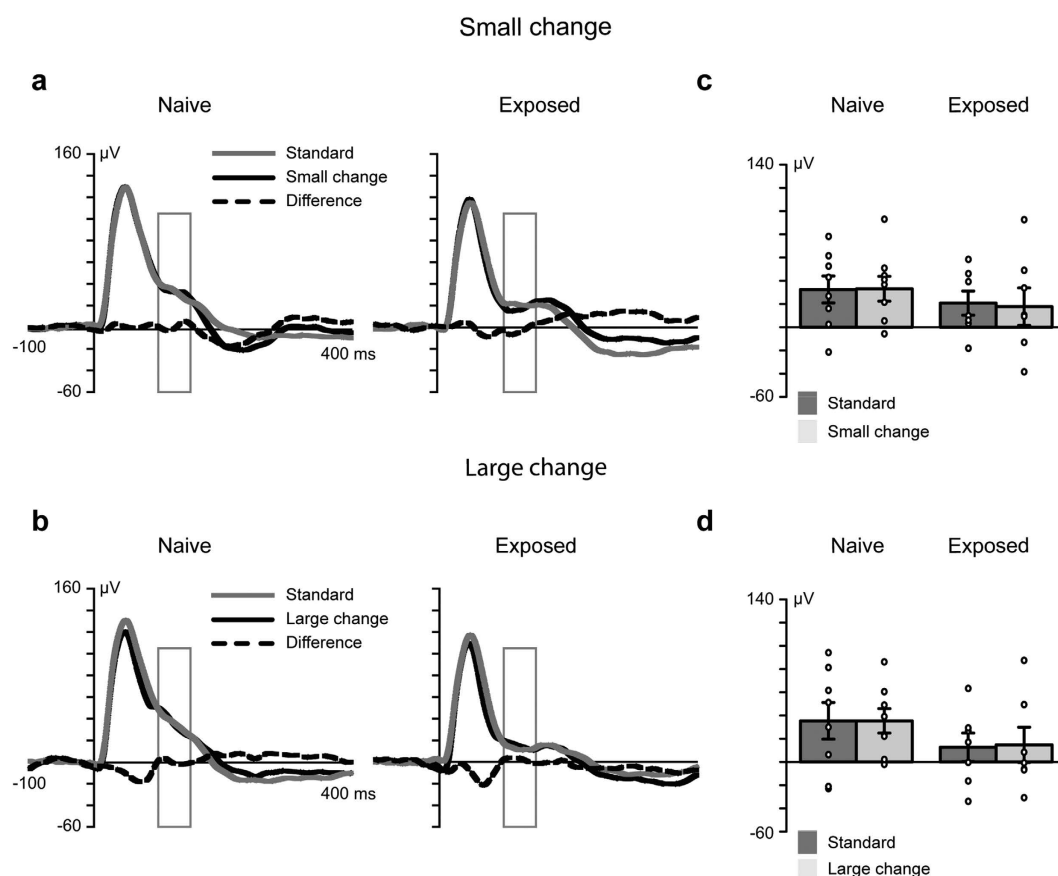 Small change
a
Naive
Exposed
160
µV
Standard
Small change
Difference
-100
400 ms
-60
c
Naive
Exposed
140
µV
-60
Standard
Small change
Large change
b
Naive
Exposed
160
µV
Standard
Large change
Difference
-100
400 ms
-60
d
Naive
Exposed
140
µV
-60
Standard
Large change